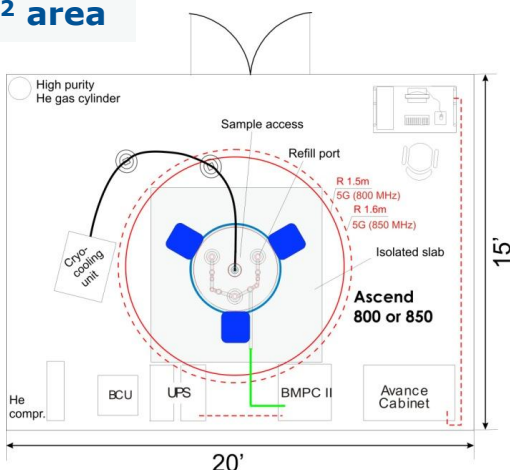 ² area
High purity
He gas cylinder
Sample access
Refill port
R 1.5m
5G (800 MHz)
R 1.6m
5G (850 MHz)
Isolated slab
Cryo-
cooling
unit
Ascend
800 or 850
15'
He
compr.
BCU
UPS
BMPC II
Avance
Cabinet
20'